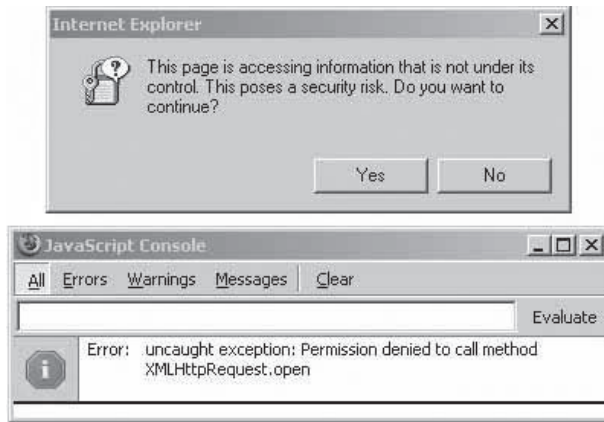 Internet Explorer
This page is accessing information that is not under its
control. This poses a security risk. Do you want to
continue?
Yes No
JavaScript Console
All Errors Warnings Messages Clear
Evaluate
Error: uncaught exception: Permission denied to call method
XMLHttpRequest.open